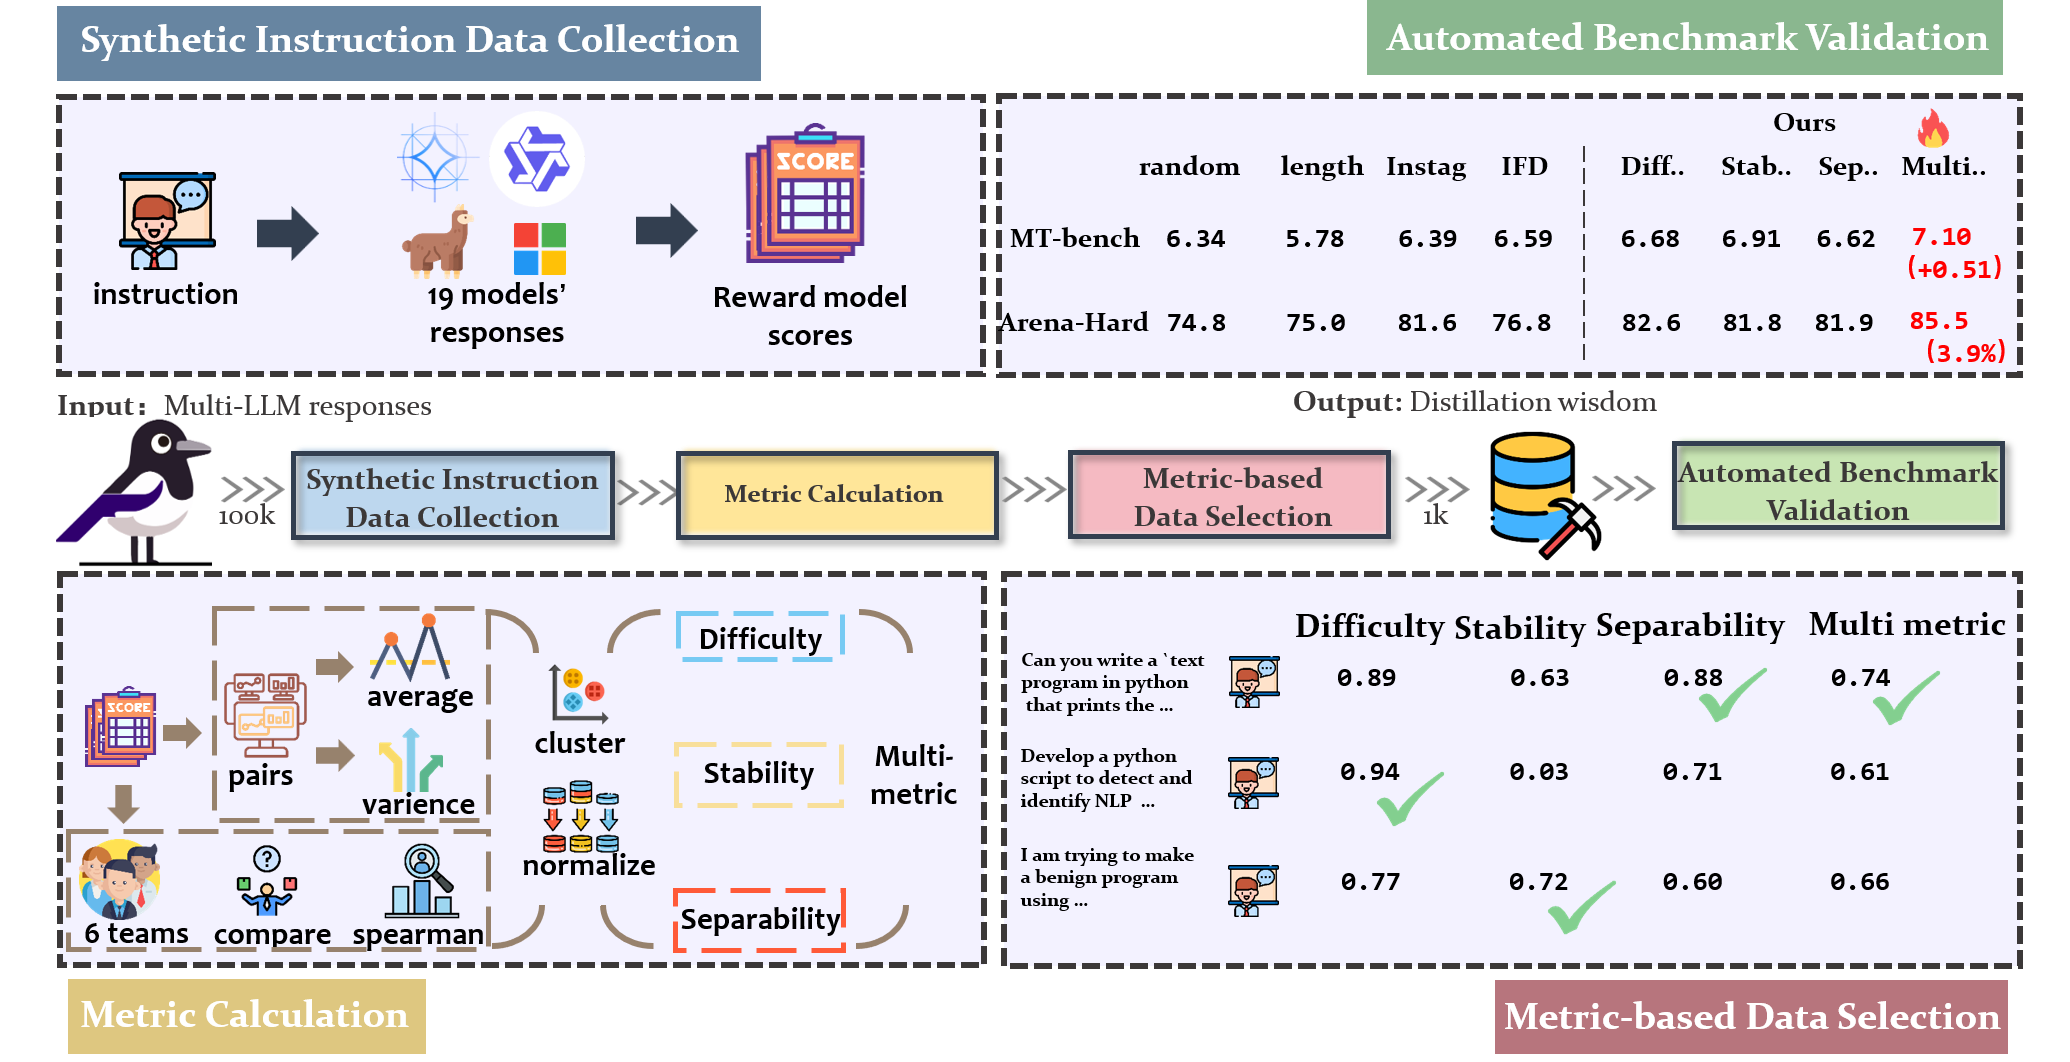 Synthetic Instruction Data Collection
Automated Benchmark Validation
instruction
19 models’
responses
SCORE
Reward model
scores
Ours
random length Instag IFD Diff.. Stab.. Sep.. Multi..
MT-bench 6.34 5.78 6.39 6.59 6.68 6.91 6.62 7.10
(+0.51)
Arena-Hard 74.8 75.0 81.6 76.8 82.6 81.8 81.9 85.5
(3.9%)
Input： Multi-LLM responses
Output: Distillation wisdom
100k
Synthetic Instruction
Data Collection
Metric Calculation
Metric-based
Data Selection
1k
Automated Benchmark
Validation
SCORE
pairs
average
varience
6 teams
compare
spearman
cluster
normalize
Difficulty
Stability
Separability
Multi-
metric
Difficulty Stability Separability Multi metric
Can you write a `text
program in python
that prints the ...
0.89 0.63 0.88 0.74
Develop a python
script to detect and
identify NLP ...
0.94 0.03 0.71 0.61
I am trying to make
a benign program
using ...
0.77 0.72 0.60 0.66
Metric Calculation
Metric-based Data Selection